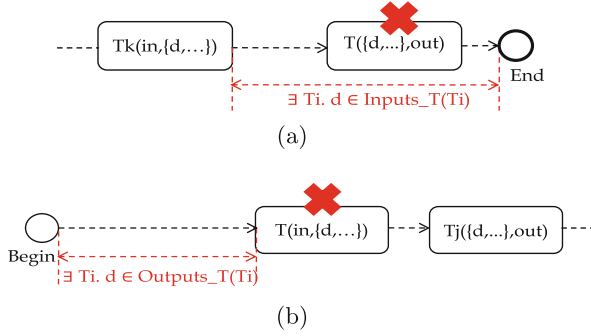 Tk(in,{d,...}) T({d,...},out)
End
∃ Ti. d ∈ Inputs_T(Ti)
(a)
T(in,{d,...}) Tj({d,...},out)
Begin
∃ Ti. d ∈ Outputs_T(Ti)
(b)